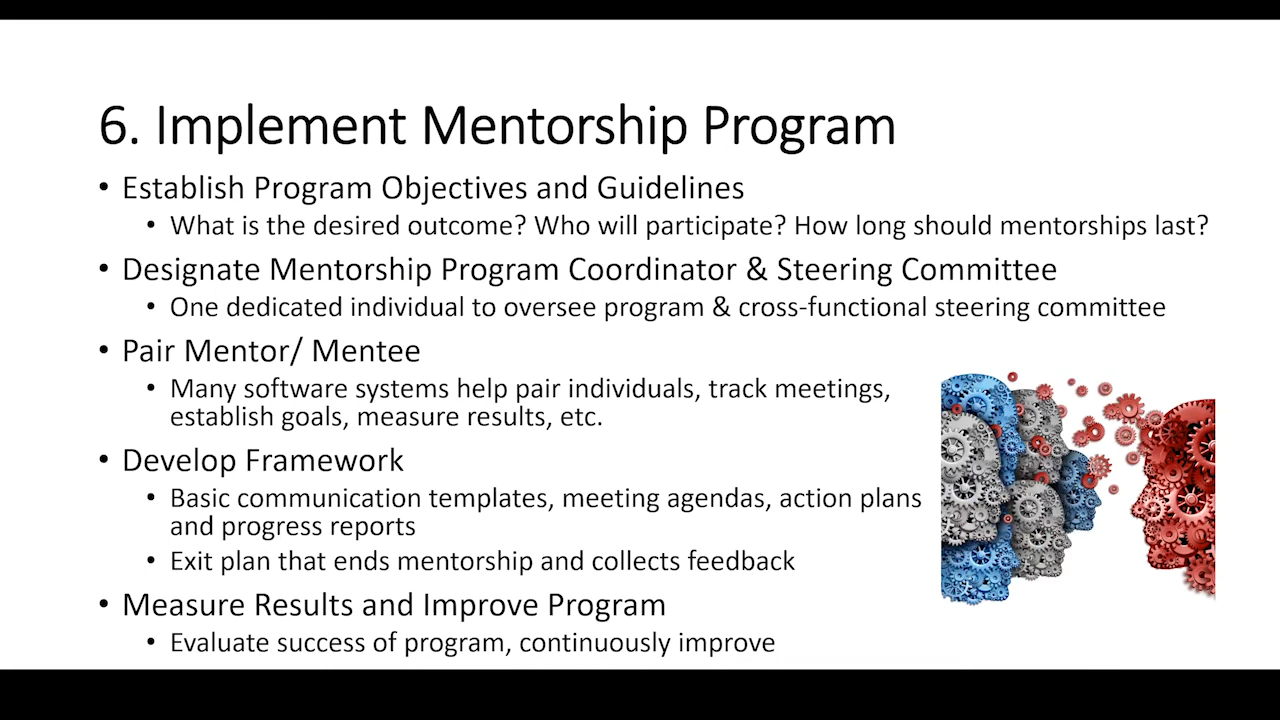 6. Implement Mentorship Program
• Establish Program Objectives and Guidelines
• What is the desired outcome? Who will participate? How long should mentorships last?
• Designate Mentorship Program Coordinator & Steering Committee
• One dedicated individual to oversee program & cross-functional steering committee
• Pair Mentor/ Mentee
• Many software systems help pair individuals, track meetings,
establish goals, measure results, etc.
• Develop Framework
• Basic communication templates, meeting agendas, action plans
and progress reports
• Exit plan that ends mentorship and collects feedback
• Measure Results and Improve Program
• Evaluate success of program, continuously improve